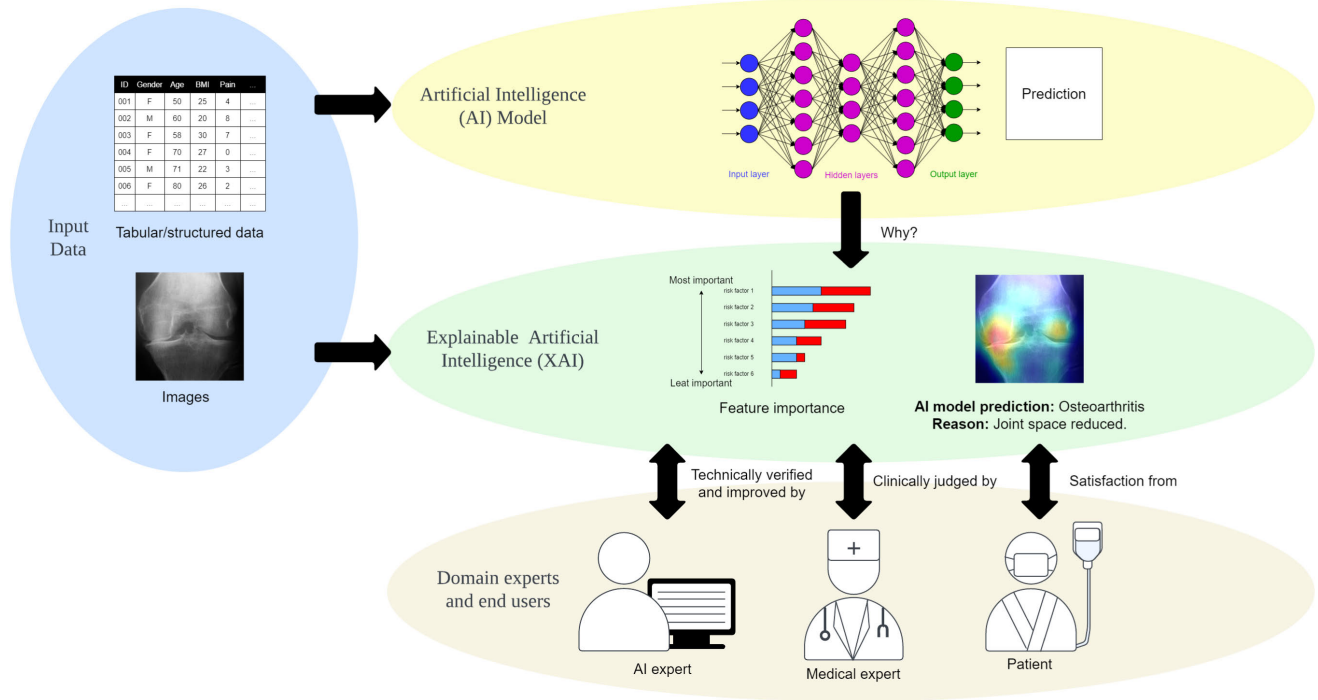 ID Gender Age BMI Pain ...
001 F 50 25 4 ...
002 M 60 20 8 ...
003 F 58 30 7 ...
004 F 70 27 0 ...
005 M 71 22 3 ...
006 F 80 26 2 ...
... ... ... ... ... ...
Tabular/structured data
Input
Data
Images
Artificial Intelligence
(AI) Model
Input layer
Hidden layers
Output layer
Prediction
Why?
Explainable Artificial
Intelligence (XAI)
Most important
risk factor 1
risk factor 2
risk factor 3
risk factor 4
risk factor 5
risk factor 6
Leat important
Feature importance
AI model prediction: Osteoarthritis
Reason: Joint space reduced.
Technically verified
and improved by
Clinically judged by
Satisfaction from
Domain experts
and end users
AI expert
Medical expert
Patient